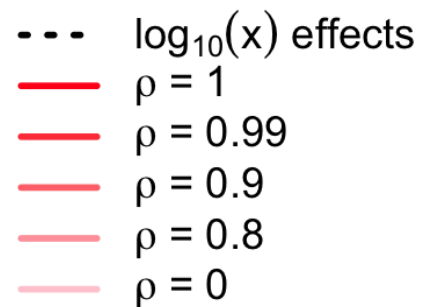 log₁₀(x) effects
ρ = 1
ρ = 0.99
ρ = 0.9
ρ = 0.8
ρ = 0